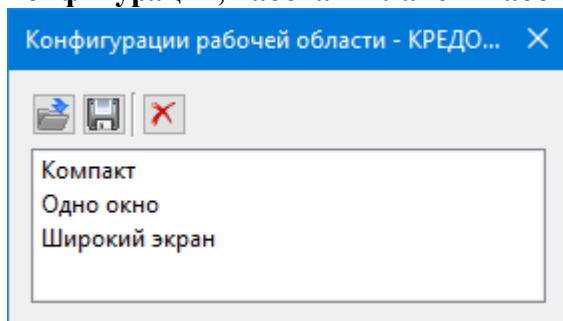 Конфигурации рабочей области - КРЕДО...
Компакт
Одно окно
Широкий экран